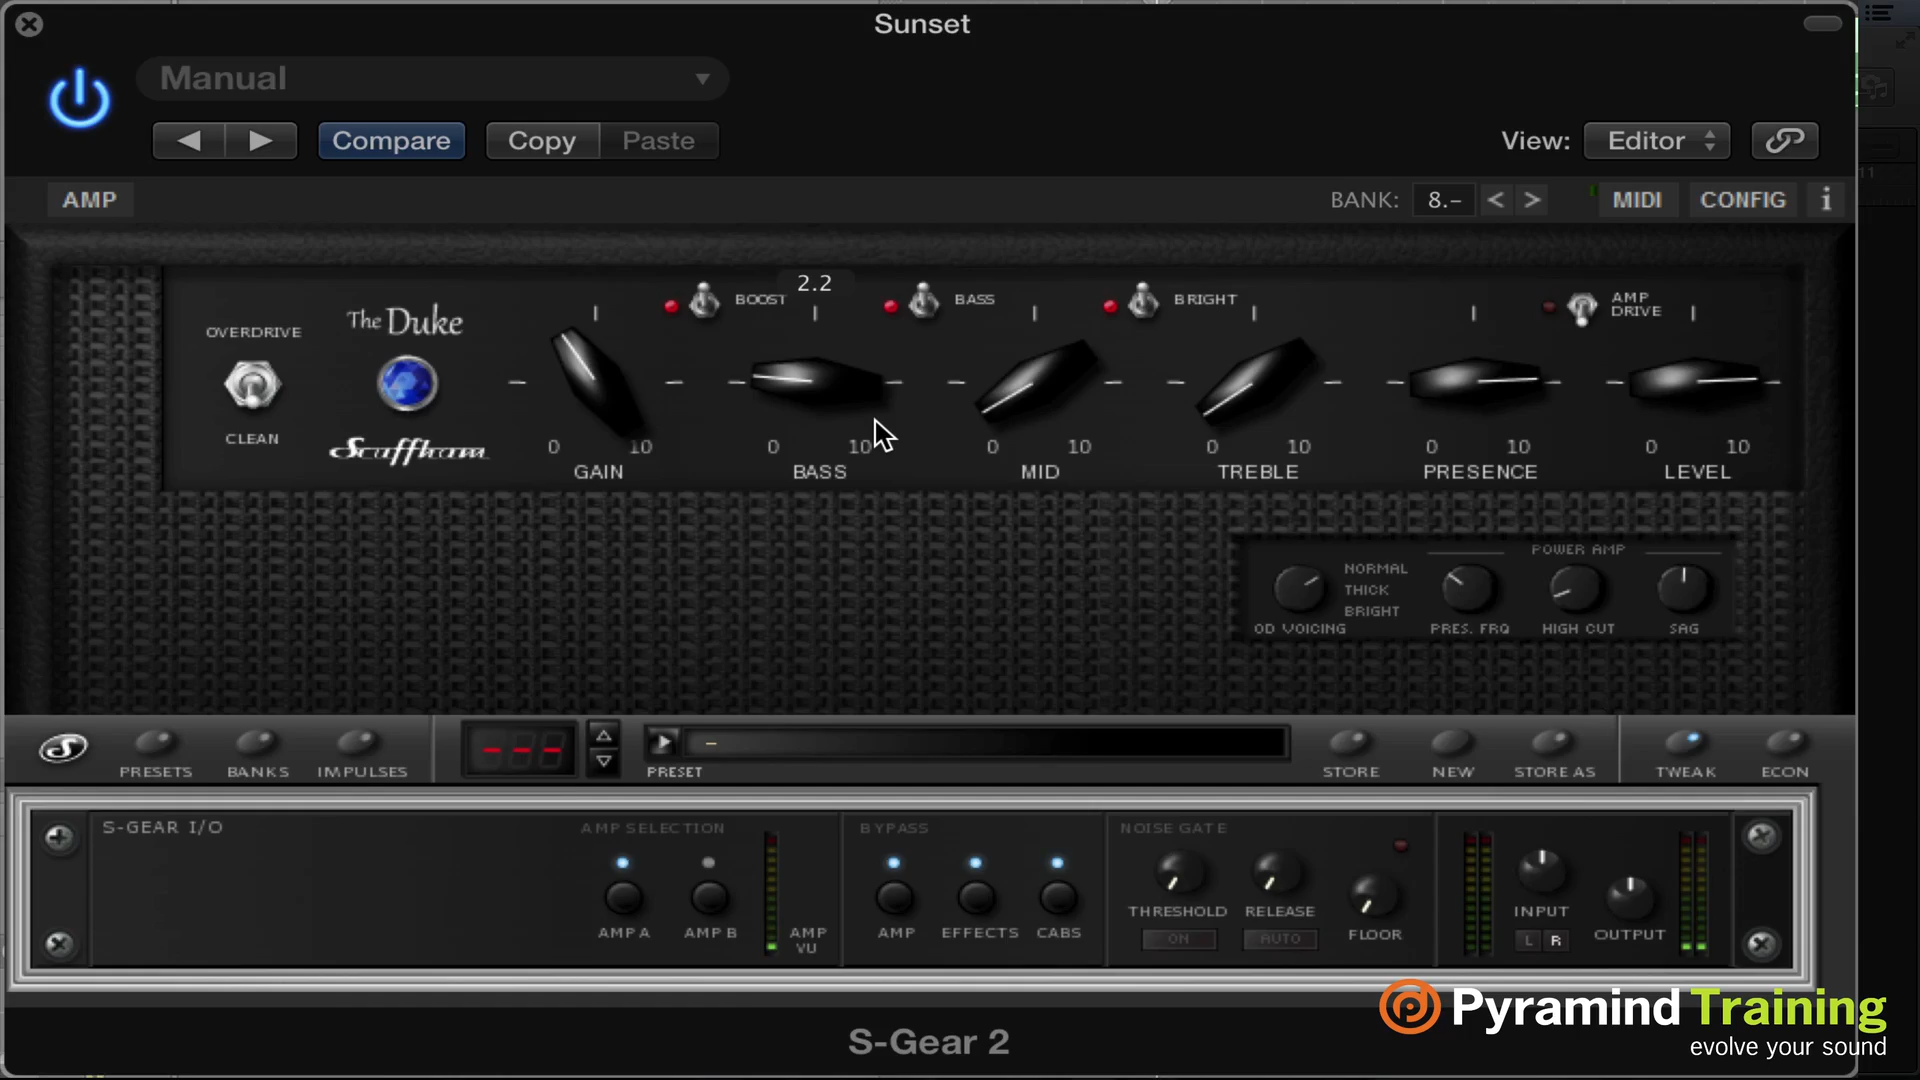 Sunset
Manual
Compare
Copy
Paste
View:
Editor
AMP
BANK:
8.–
<
>
MIDI
CONFIG
i
2.2
BOOST
BASS
BRIGHT
AMP
DRIVE
OVERDRIVE
The Duke
CLEAN
Scuffham
0 10
GAIN
0 10
BASS
0 10
MID
0 10
TREBLE
0 10
PRESENCE
0 10
LEVEL
POWER AMP
NORMAL
THICK
BRIGHT
OD VOICING
PRES. FRQ
HIGH CUT
SAG
PRESETS
BANKS
IMPULSES
---
–
PRESET
STORE
NEW
STORE AS
TWEAK
ECON
S-GEAR I/O
AMP SELECTION
AMP A
AMP B
AMP
VU
BYPASS
AMP
EFFECTS
CABS
NOISE GATE
THRESHOLD
ON
RELEASE
AUTO
FLOOR
INPUT
L R
OUTPUT
Pyramind Training
evolve your sound
S-Gear 2
11